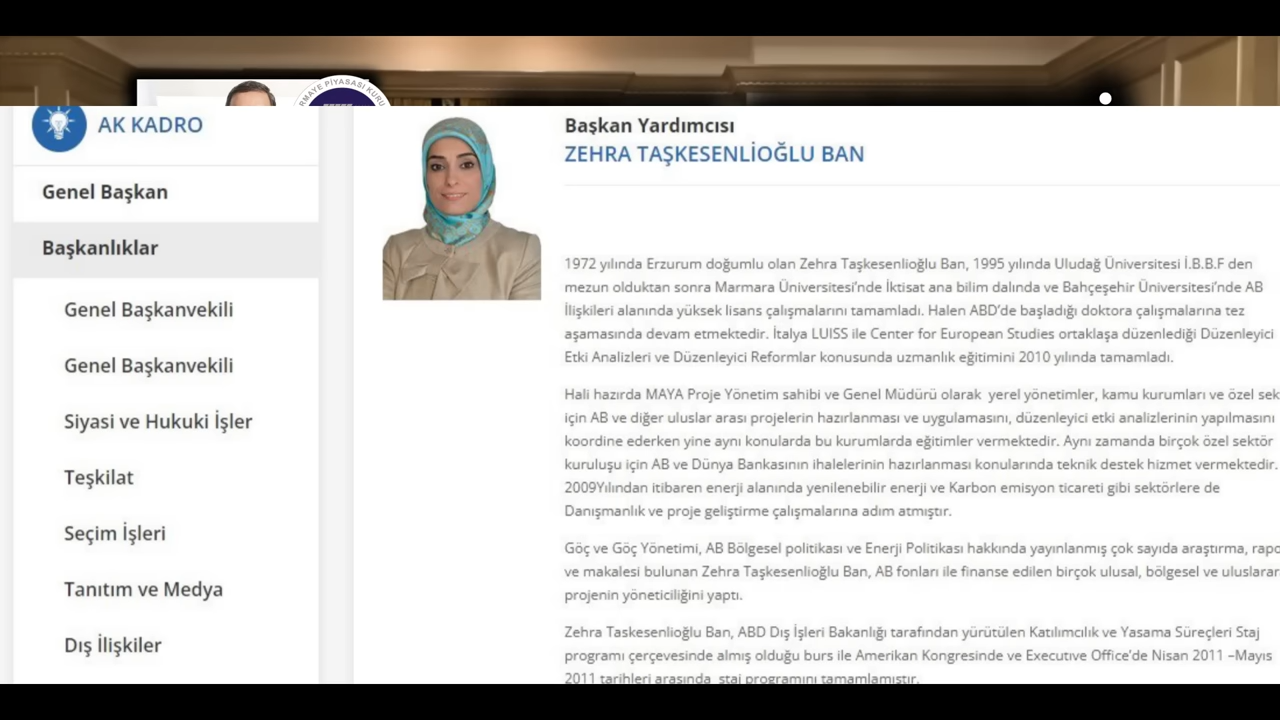 RMAYE PİYASASI KURU
AK KADRO
Genel Başkan
Başkanlıklar
Genel Başkanvekili
Genel Başkanvekili
Siyasi ve Hukuki İşler
Teşkilat
Seçim İşleri
Tanıtım ve Medya
Dış İlişkiler
Başkan Yardımcısı
ZEHRA TAŞKESENLİOĞLU BAN
1972 yılında Erzurum doğumlu olan Zehra Taşkesenlioğlu Ban, 1995 yılında Uludağ Üniversitesi İ.B.B.F den
mezun olduktan sonra Marmara Üniversitesi’nde İktisat ana bilim dalında ve Bahçeşehir Üniversitesi’nde AB
İlişkileri alanında yüksek lisans çalışmalarını tamamladı. Halen ABD’de başladığı doktora çalışmalarına tez
aşamasında devam etmektedir. İtalya LUISS ile Center for European Studies ortaklaşa düzenlediği Düzenleyici
Etki Analizleri ve Düzenleyici Reformlar konusunda uzmanlık eğitimini 2010 yılında tamamladı.
Hali hazırda MAYA Proje Yönetim sahibi ve Genel Müdürü olarak yerel yönetimler, kamu kurumları ve özel sek
için AB ve diğer uluslar arası projelerin hazırlanması ve uygulamasını, düzenleyici etki analizlerinin yapılmasını
koordine ederken yine aynı konularda bu kurumlarda eğitimler vermektedir. Aynı zamanda birçok özel sektör
kuruluşu için AB ve Dünya Bankasının ihalelerinin hazırlanması konularında teknik destek hizmet vermektedir.
2009Yılından itibaren enerji alanında yenilenebilir enerji ve Karbon emisyon ticareti gibi sektörlere de
Danışmanlık ve proje geliştirme çalışmalarına adım atmıştır.
Göç ve Göç Yönetimi, AB Bölgesel politikası ve Enerji Politikası hakkında yayınlanmış çok sayıda araştırma, rapo
ve makalesi bulunan Zehra Taşkesenlioğlu Ban, AB fonları ile finanse edilen birçok ulusal, bölgesel ve uluslarar
projenin yöneticiliğini yaptı.
Zehra Taskesenlioğlu Ban, ABD Dış İşleri Bakanlığı tarafından yürütülen Katılımcılık ve Yasama Süreçleri Staj
programı çerçevesinde almış olduğu burs ile Amerikan Kongresinde ve Executıve Office’de Nisan 2011 –Mayıs
2011 tarihleri arasında staj programını tamamlamıştır.